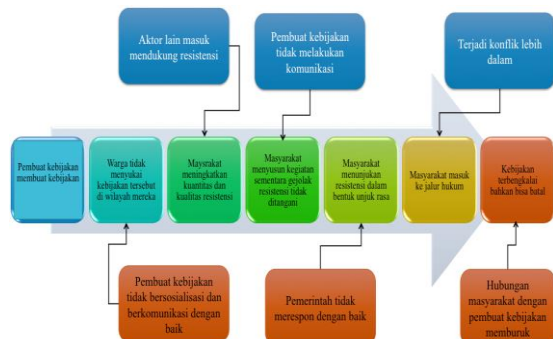 Aktor lain masuk
mendukung resistensi
Pembuat kebijakan
tidak melakukan
komunikasi
Terjadi konflik lebih
dalam
Pembuat kebijakan
membuat kebijakan
Warga tidak
menyukai
kebijakan tersebut
di wilayah mereka
Masyarakat
meningkatkan
kuantitas dan
kualitas resistensi
Masyarakat
menyusun kegiatan
sementara gejolak
resistensi tidak
ditangani
Masyarakat
menunjukan
resistensi dalam
bentuk unjuk rasa
Masyarakat masuk
ke jalur hukum
Kebijakan
terbengkalai
bahkan bisa batal
Pembuat kebijakan
tidak bersosialisasi dan
berkomunikasi dengan
baik
Pemerintah tidak
merespon dengan baik
Hubungan
masyarakat dengan
pembuat kebijakan
memburuk